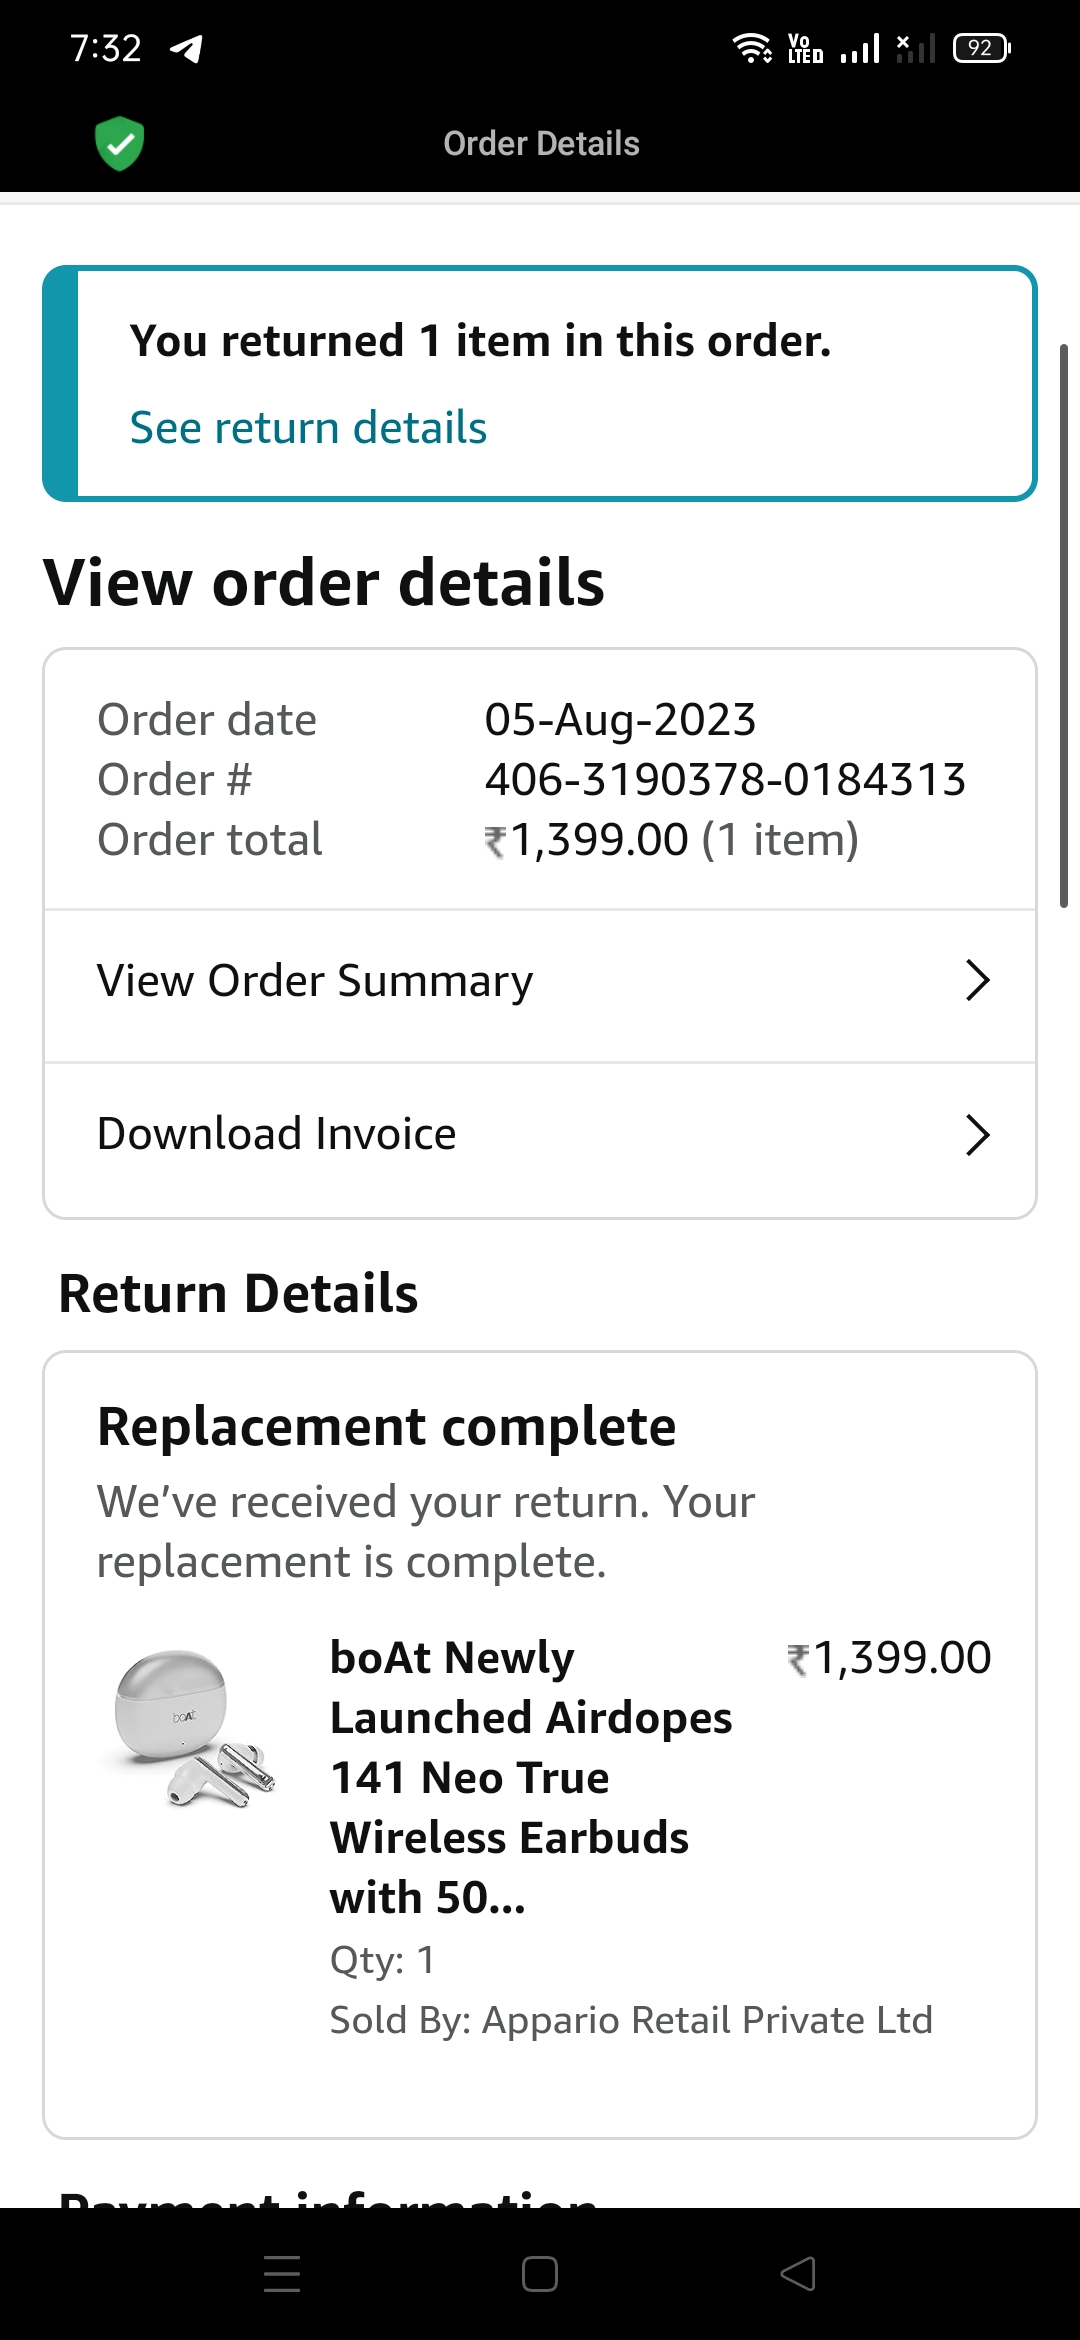 7:32
Vo
LTED
92
Order Details
You returned 1 item in this order.
See return details
View order details
Order date 05-Aug-2023
Order # 406-3190378-0184313
Order total ₹1,399.00 (1 item)
View Order Summary
Download Invoice
Return Details
Replacement complete
We’ve received your return. Your
replacement is complete.
boAt
boAt Newly ₹1,399.00
Launched Airdopes
141 Neo True
Wireless Earbuds
with 50...
Qty: 1
Sold By: Appario Retail Private Ltd
Payment information